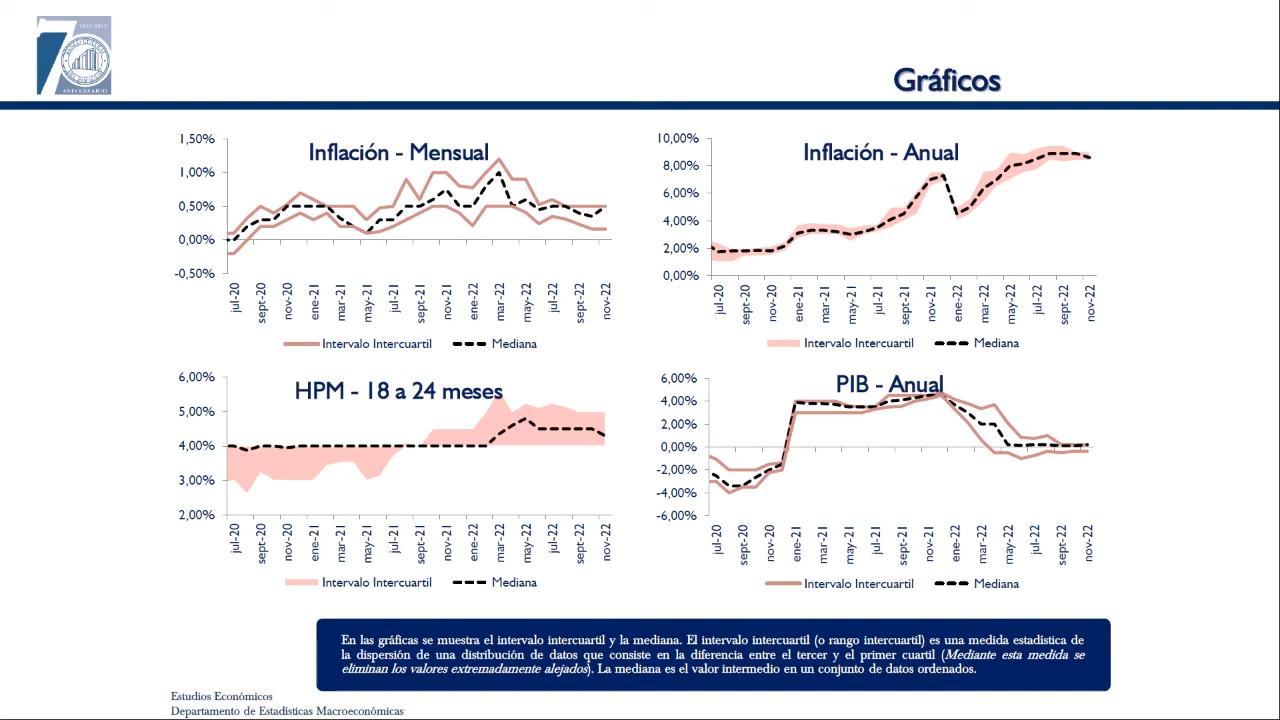 1952-2022
ANIVERSARIO
Gráficos
Inflación - Mensual
1,50%
1,00%
0,50%
0,00%
-0,50%
jul-20
sept-20
nov-20
ene-21
mar-21
may-21
jul-21
sept-21
nov-21
ene-22
mar-22
may-22
jul-22
sept-22
nov-22
Intervalo Intercuartil
Mediana
Inflación - Anual
10,00%
8,00%
6,00%
4,00%
2,00%
0,00%
jul-20
sept-20
nov-20
ene-21
mar-21
may-21
jul-21
sept-21
nov-21
ene-22
mar-22
may-22
jul-22
sept-22
nov-22
Intervalo Intercuartil
Mediana
HPM - 18 a 24 meses
6,00%
5,00%
4,00%
3,00%
2,00%
jul-20
sept-20
nov-20
ene-21
mar-21
may-21
jul-21
sept-21
nov-21
ene-22
mar-22
may-22
jul-22
sept-22
nov-22
Intervalo Intercuartil
Mediana
PIB - Anual
6,00%
4,00%
2,00%
0,00%
-2,00%
-4,00%
-6,00%
jul-20
sept-20
nov-20
ene-21
mar-21
may-21
jul-21
sept-21
nov-21
ene-22
mar-22
may-22
jul-22
sept-22
nov-22
Intervalo Intercuartil
Mediana
En las gráficas se muestra el intervalo intercuartil y la mediana. El intervalo intercuartil (o rango intercuartil) es una medida estadística de
la dispersión de una distribución de datos que consiste en la diferencia entre el tercer y el primer cuartil (Mediante esta medida se
eliminan los valores extremadamente alejados). La mediana es el valor intermedio en un conjunto de datos ordenados.
Estudios Económicos
Departamento de Estadísticas Macroeconómicas